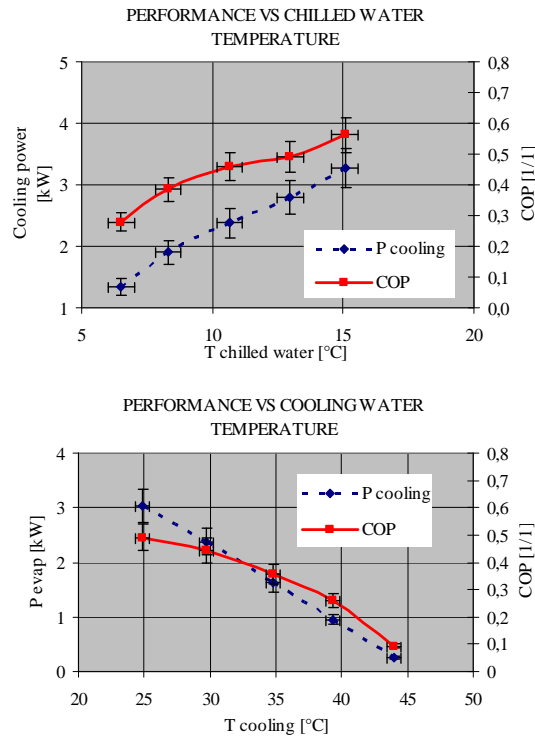 PERFORMANCE VS CHILLED WATER
TEMPERATURE
5
4
3
2
1
Cooling power
[kW]
0,8
0,7
0,6
0,5
0,4
0,3
0,2
0,1
0,0
COP [1/1]
P cooling
COP
5 10 15 20
T chilled water [°C]
PERFORMANCE VS COOLING WATER
TEMPERATURE
4
3
2
1
0
P evap [kW]
0,8
0,7
0,6
0,5
0,4
0,3
0,2
0,1
0
COP [1/1]
P cooling
COP
20 25 30 35 40 45 50
T cooling [°C]